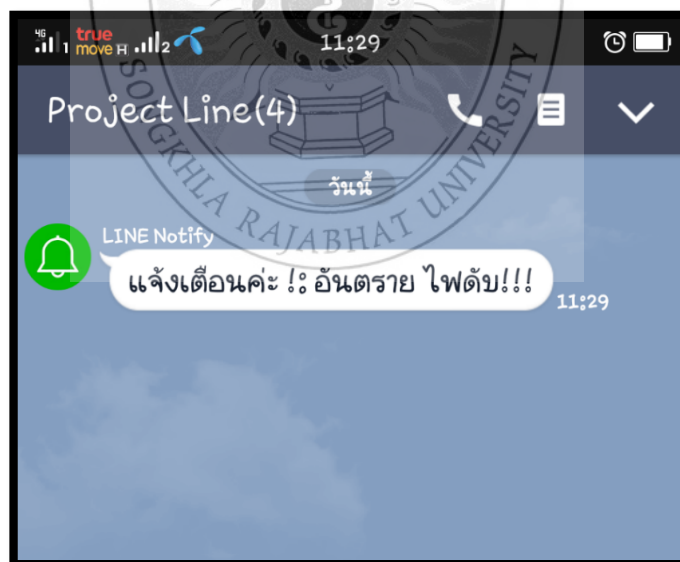 4G 1 true move H 2 11:29
Project Line(4)
SONGKHLA RAJABHAT UNIVERSITY
วันนี้
LINE Notify
แจ้งเตือนค่ะ !: อันตราย ไฟดับ!!!
11:29